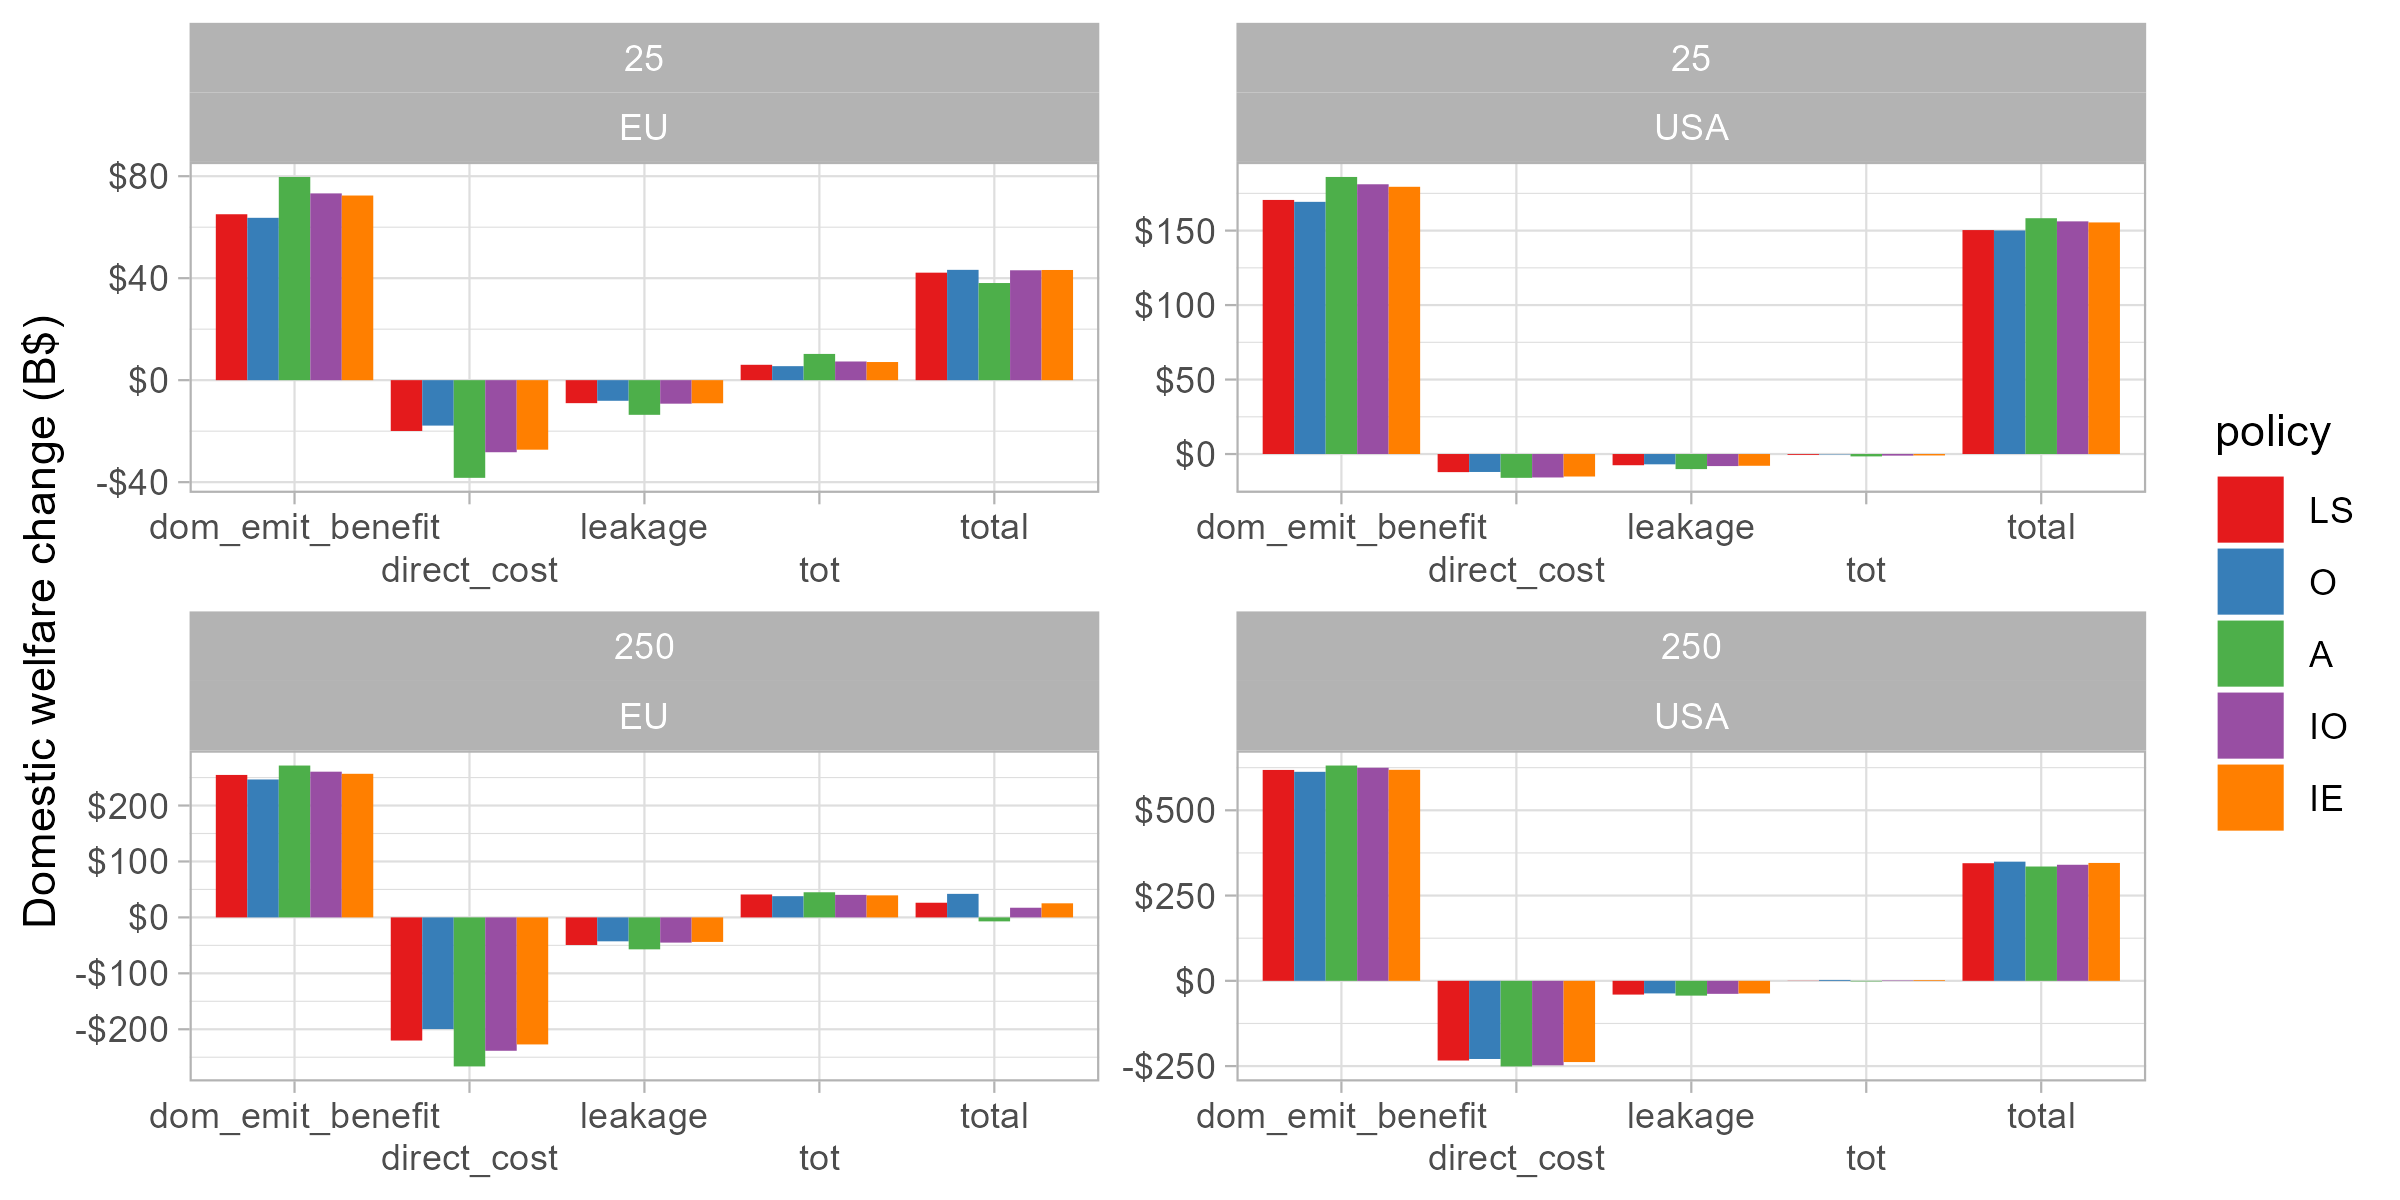 Domestic welfare change (B$)
25
EU
$80
$40
$0
-$40
dom_emit_benefit
leakage
total
direct_cost
tot
25
USA
$150
$100
$50
$0
dom_emit_benefit
leakage
total
direct_cost
tot
250
EU
$200
$100
$0
-$100
-$200
dom_emit_benefit
leakage
total
direct_cost
tot
250
USA
$500
$250
$0
-$250
dom_emit_benefit
leakage
total
direct_cost
tot
policy
LS
O
A
IO
IE